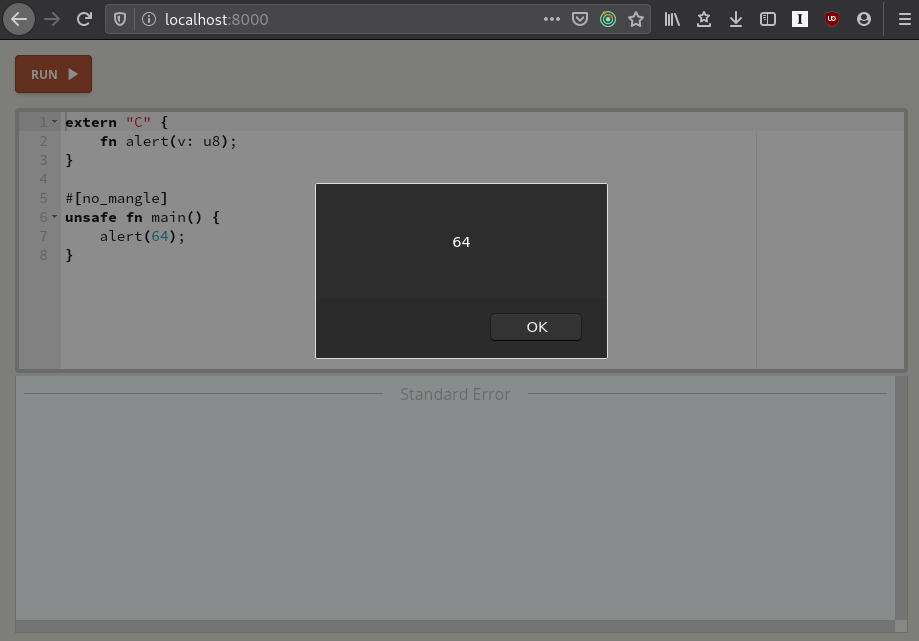 localhost:8000
I
UD
RUN
1 extern "C" {
2     fn alert(v: u8);
3 }
4
5 #[no_mangle]
6 unsafe fn main() {
7     alert(64);
8 }
64
OK
Standard Error